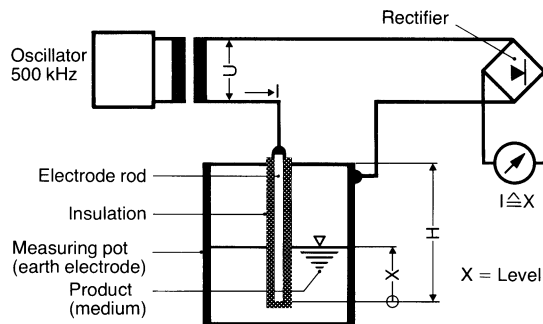 Rectifier
Oscillator
500 kHz
U
I
Electrode rod
Insulation
Measuring pot
(earth electrode)
Product
(medium)
H
X
I≙X
X = Level